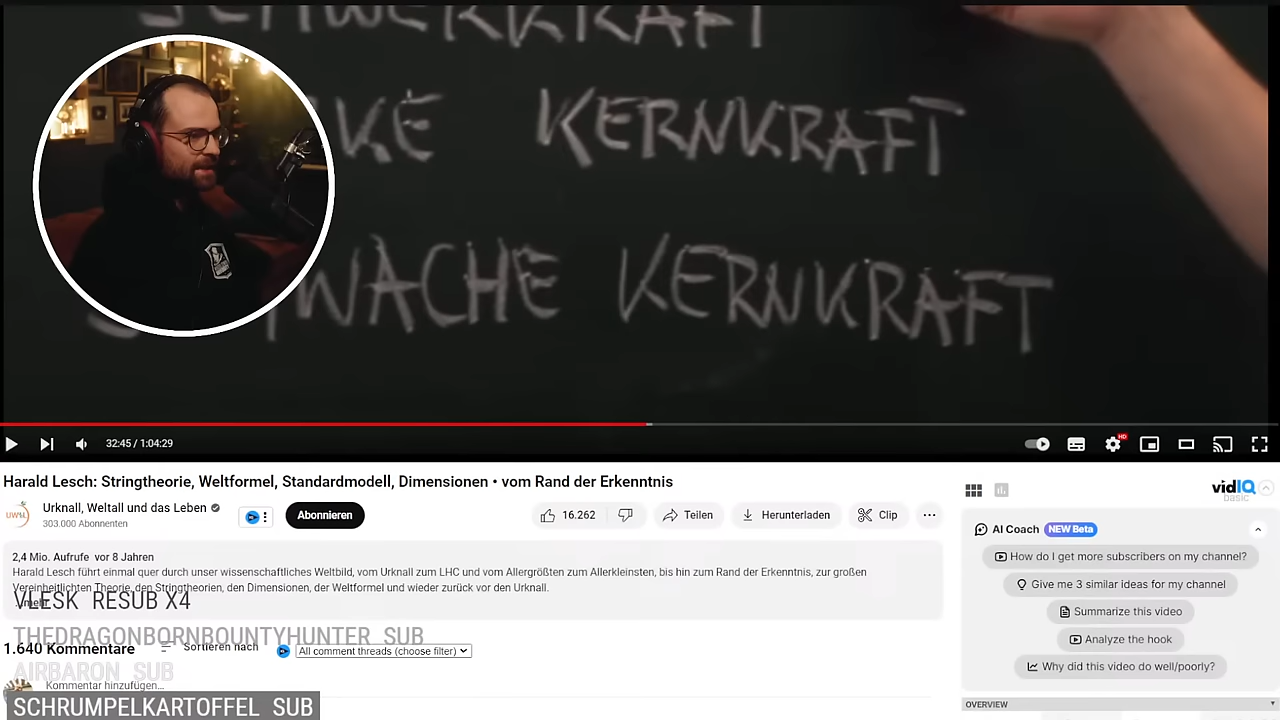 SCHWERKRAFT
KE KERNKRAFT
WACHE KERNKRAFT
32:45 / 1:04:29
HD
Harald Lesch: Stringtheorie, Weltformel, Standardmodell, Dimensionen • vom Rand der Erkenntnis
UWL
Urknall, Weltall und das Leben
303.000 Abonnenten
Abonnieren
16.262
Teilen
Herunterladen
Clip
2,4 Mio. Aufrufe vor 8 Jahren
Harald Lesch führt einmal quer durch unser wissenschaftliches Weltbild, vom Urknall zum LHC und vom Allergrößten zum Allerkleinsten, bis hin zum Rand der Erkenntnis, zur großen
Vereinheitlichten Theorie, den Stringtheorien, den Dimensionen, der Weltformel und wieder zurück vor den Urknall.
...mehr
VLESK RESUB X4
THEDRAGONBORNBOUNTYHUNTER SUB
1.640 Kommentare
Sortieren nach
All comment threads (choose filter)
AIRBARON SUB
Kommentar hinzufügen...
SCHRUMPELKARTOFFEL SUB
vidIQ
basic
AI Coach NEW Beta
How do I get more subscribers on my channel?
Give me 3 similar ideas for my channel
Summarize this video
Analyze the hook
Why did this video do well/poorly?
OVERVIEW